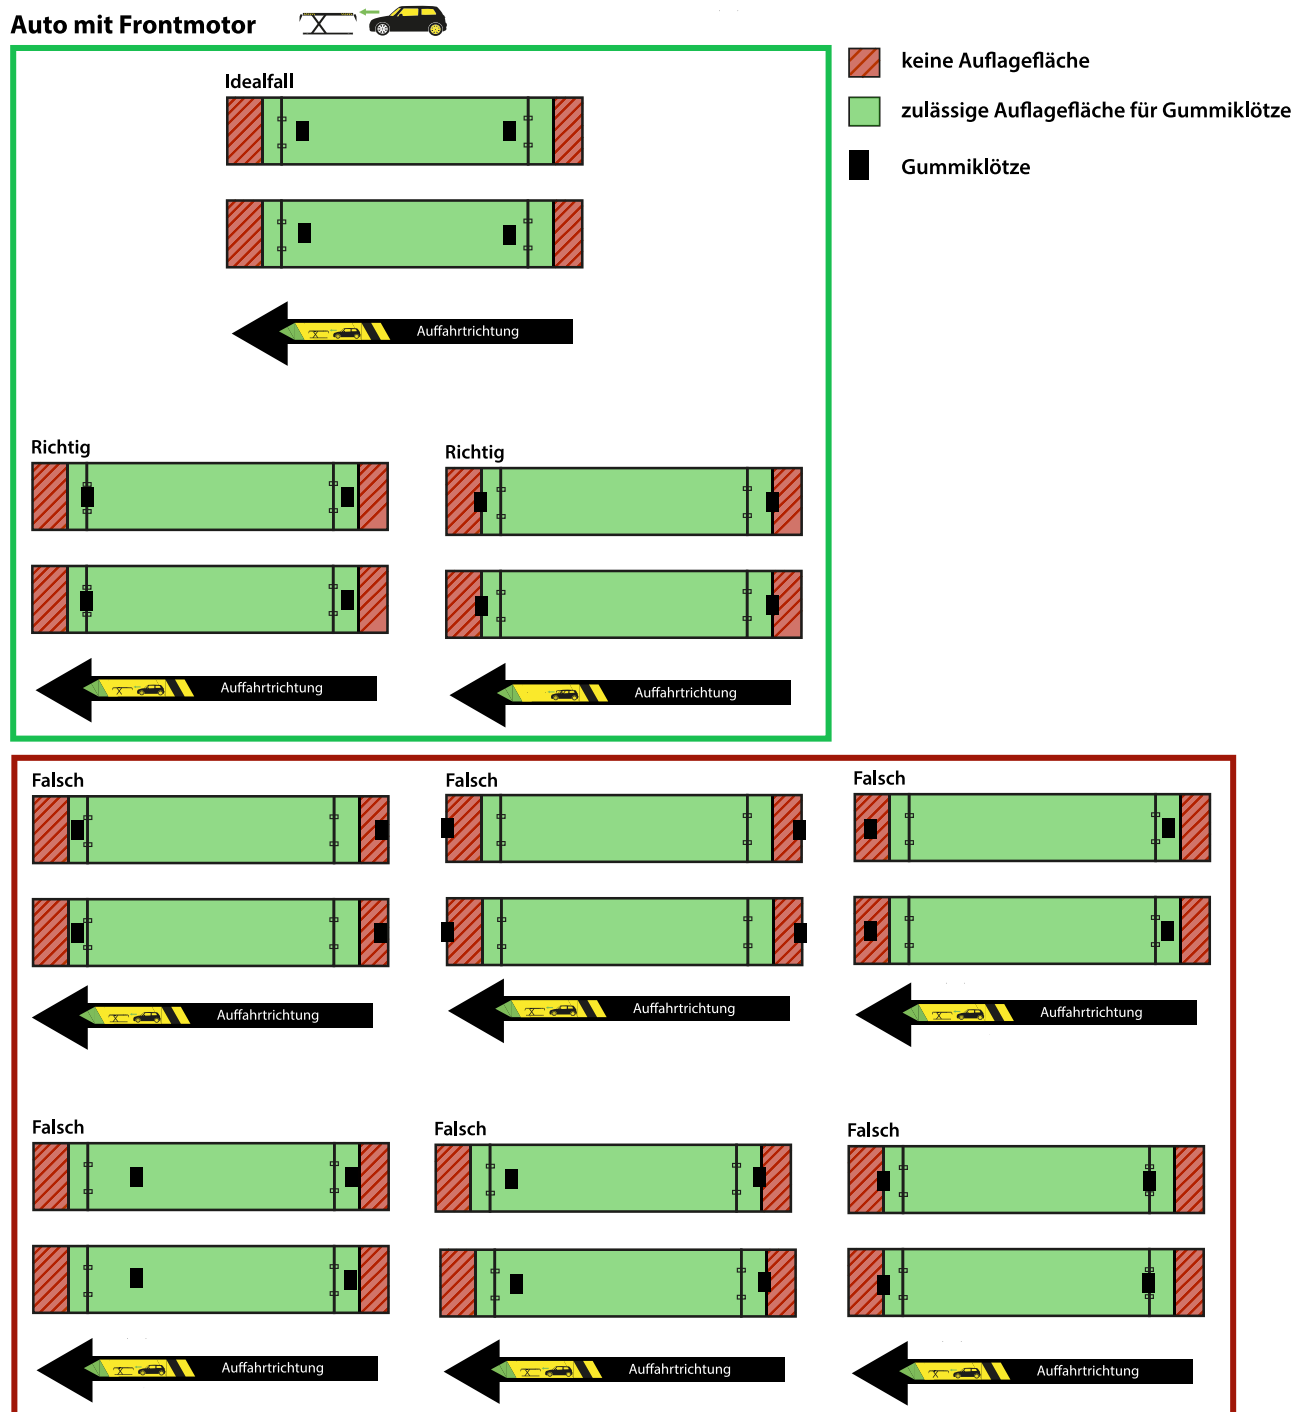 Auto mit Frontmotor
keine Auflagefläche
zulässige Auflagefläche für Gummiklötze
Gummiklötze
Idealfall
Auffahrtrichtung
Richtig
Richtig
Auffahrtrichtung
Auffahrtrichtung
Falsch
Falsch
Falsch
Auffahrtrichtung
Auffahrtrichtung
Auffahrtrichtung
Falsch
Falsch
Falsch
Auffahrtrichtung
Auffahrtrichtung
Auffahrtrichtung